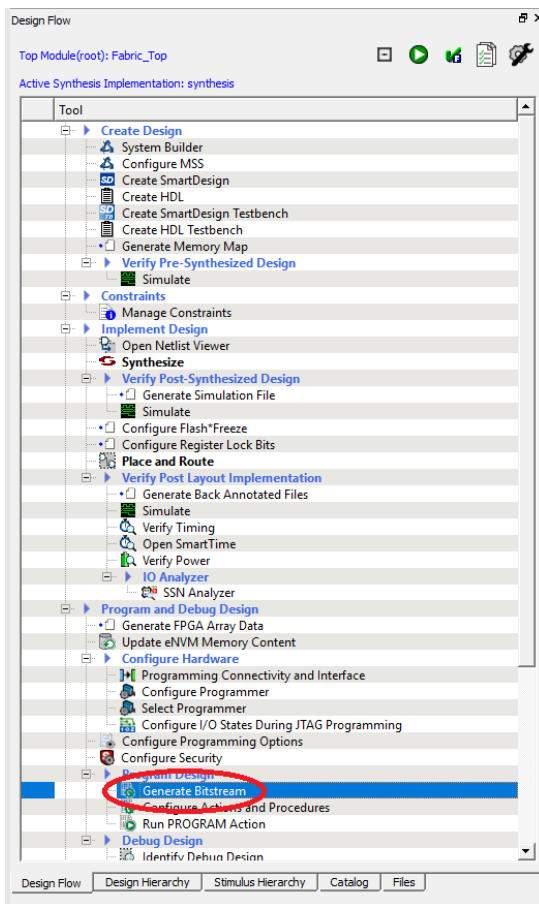 Design Flow
Top Module(root): Fabric_Top
Active Synthesis Implementation: synthesis
Tool
Create Design
System Builder
Configure MSS
SD Create SmartDesign
Create HDL
Create SmartDesign Testbench
Create HDL Testbench
Generate Memory Map
Verify Pre-Synthesized Design
Simulate
Constraints
Manage Constraints
Implement Design
Open Netlist Viewer
Synthesize
Verify Post-Synthesized Design
Generate Simulation File
Simulate
Configure Flash*Freeze
Configure Register Lock Bits
Place and Route
Verify Post Layout Implementation
Generate Back Annotated Files
Simulate
Verify Timing
Open SmartTime
Verify Power
IO Analyzer
SSN Analyzer
Program and Debug Design
Generate FPGA Array Data
Update eNVM Memory Content
Configure Hardware
Programming Connectivity and Interface
Configure Programmer
Select Programmer
Configure I/O States During JTAG Programming
Configure Programming Options
Configure Security
Program Design
Generate Bitstream
Configure Actions and Procedures
Run PROGRAM Action
Debug Design
Identify Debug Design
Design Flow Design Hierarchy Stimulus Hierarchy Catalog Files